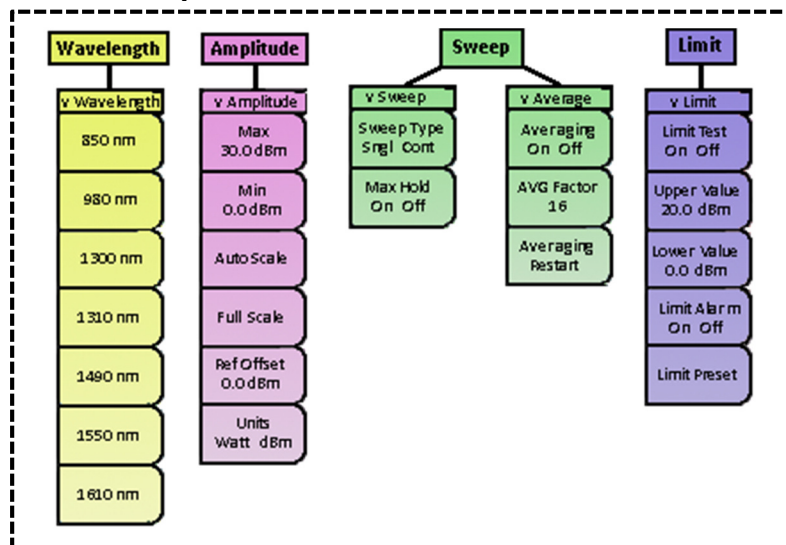 Wavelength
v Wavelength
850 nm
980 nm
1300 nm
1310 nm
1490 nm
1550 nm
1610 nm
Amplitude
v Amplitude
Max
30.0 dBm
Min
0.0 dBm
Auto Scale
Full Scale
Ref Offset
0.0 dBm
Units
Watt dBm
Sweep
v Sweep
Sweep Type
Sngl Cont
Max Hold
On Off
v Average
Averaging
On Off
AVG Factor
16
Averaging
Restart
Limit
v Limit
Limit Test
On Off
Upper Value
20.0 dBm
Lower Value
0.0 dBm
Limit Alarm
On Off
Limit Preset